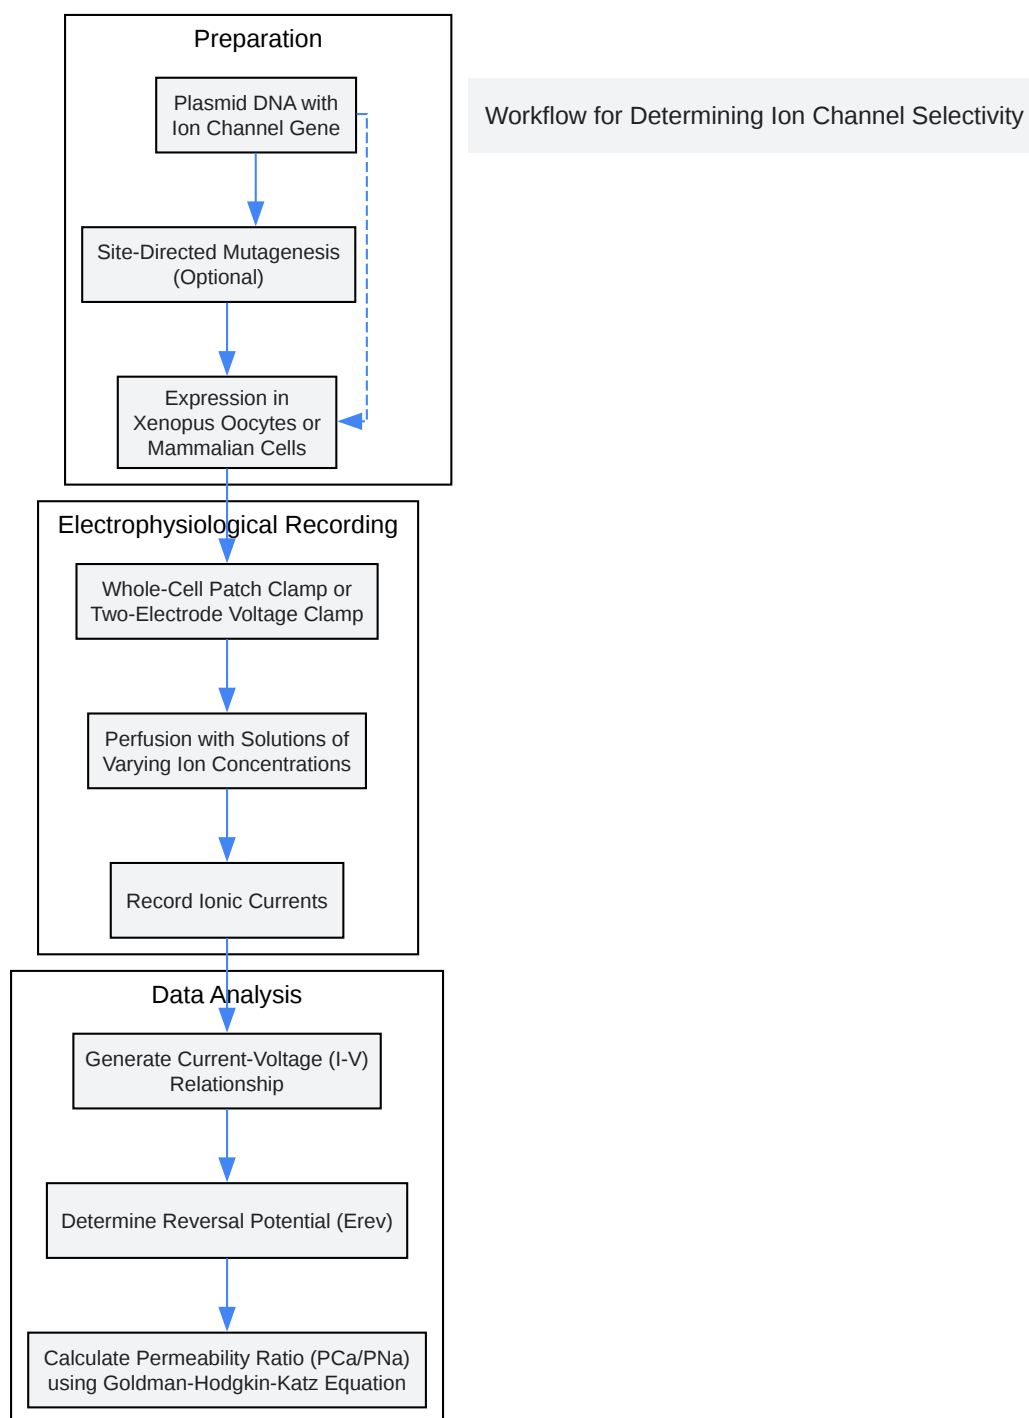 Preparation
Plasmid DNA with
Ion Channel Gene
Workflow for Determining Ion Channel Selectivity
Site-Directed Mutagenesis
(Optional)
Expression in
Xenopus Oocytes or
Mammalian Cells
Electrophysiological Recording
Whole-Cell Patch Clamp or
Two-Electrode Voltage Clamp
Perfusion with Solutions of
Varying Ion Concentrations
Record Ionic Currents
Data Analysis
Generate Current-Voltage (I-V)
Relationship
Determine Reversal Potential (Erev)
Calculate Permeability Ratio (PCa/PNa)
using Goldman-Hodgkin-Katz Equation